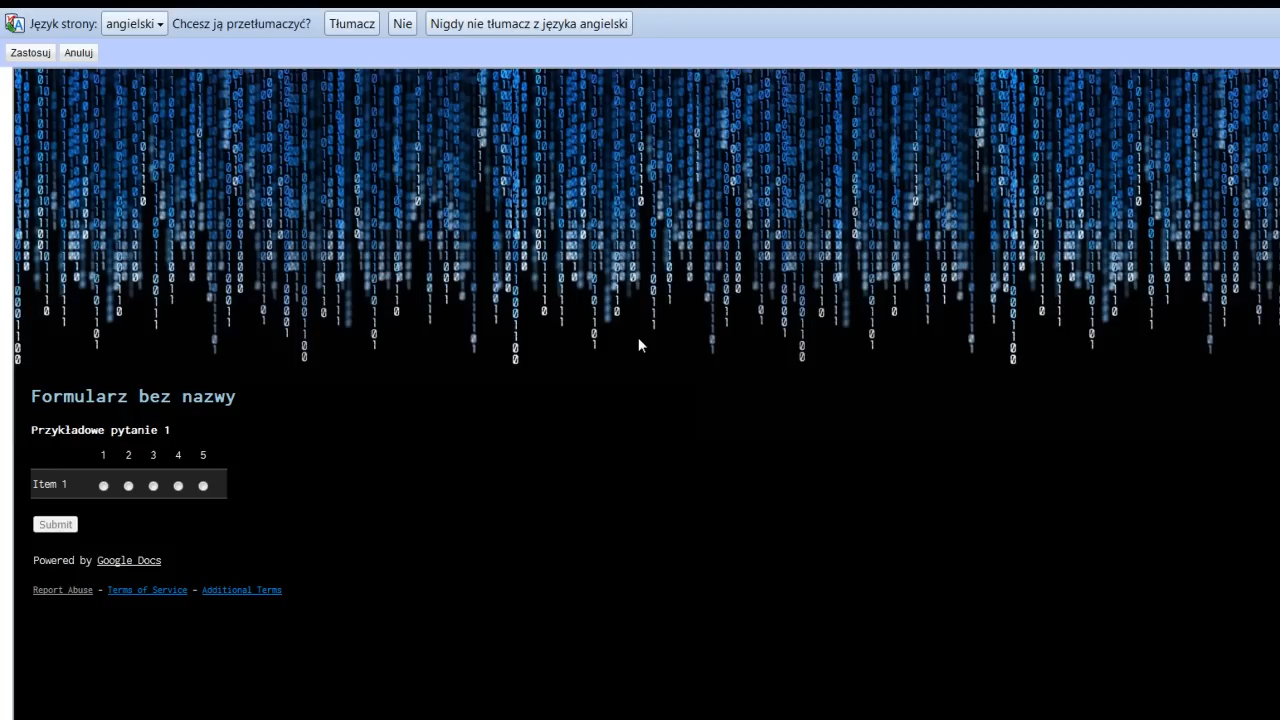 Język strony: angielski Chcesz ją przetłumaczyć? Tłumacz Nie Nigdy nie tłumacz z języka angielski
Zastosuj Anuluj
Formularz bez nazwy
Przykładowe pytanie 1
1 2 3 4 5
Item 1
Submit
Powered by Google Docs
Report Abuse - Terms of Service - Additional Terms